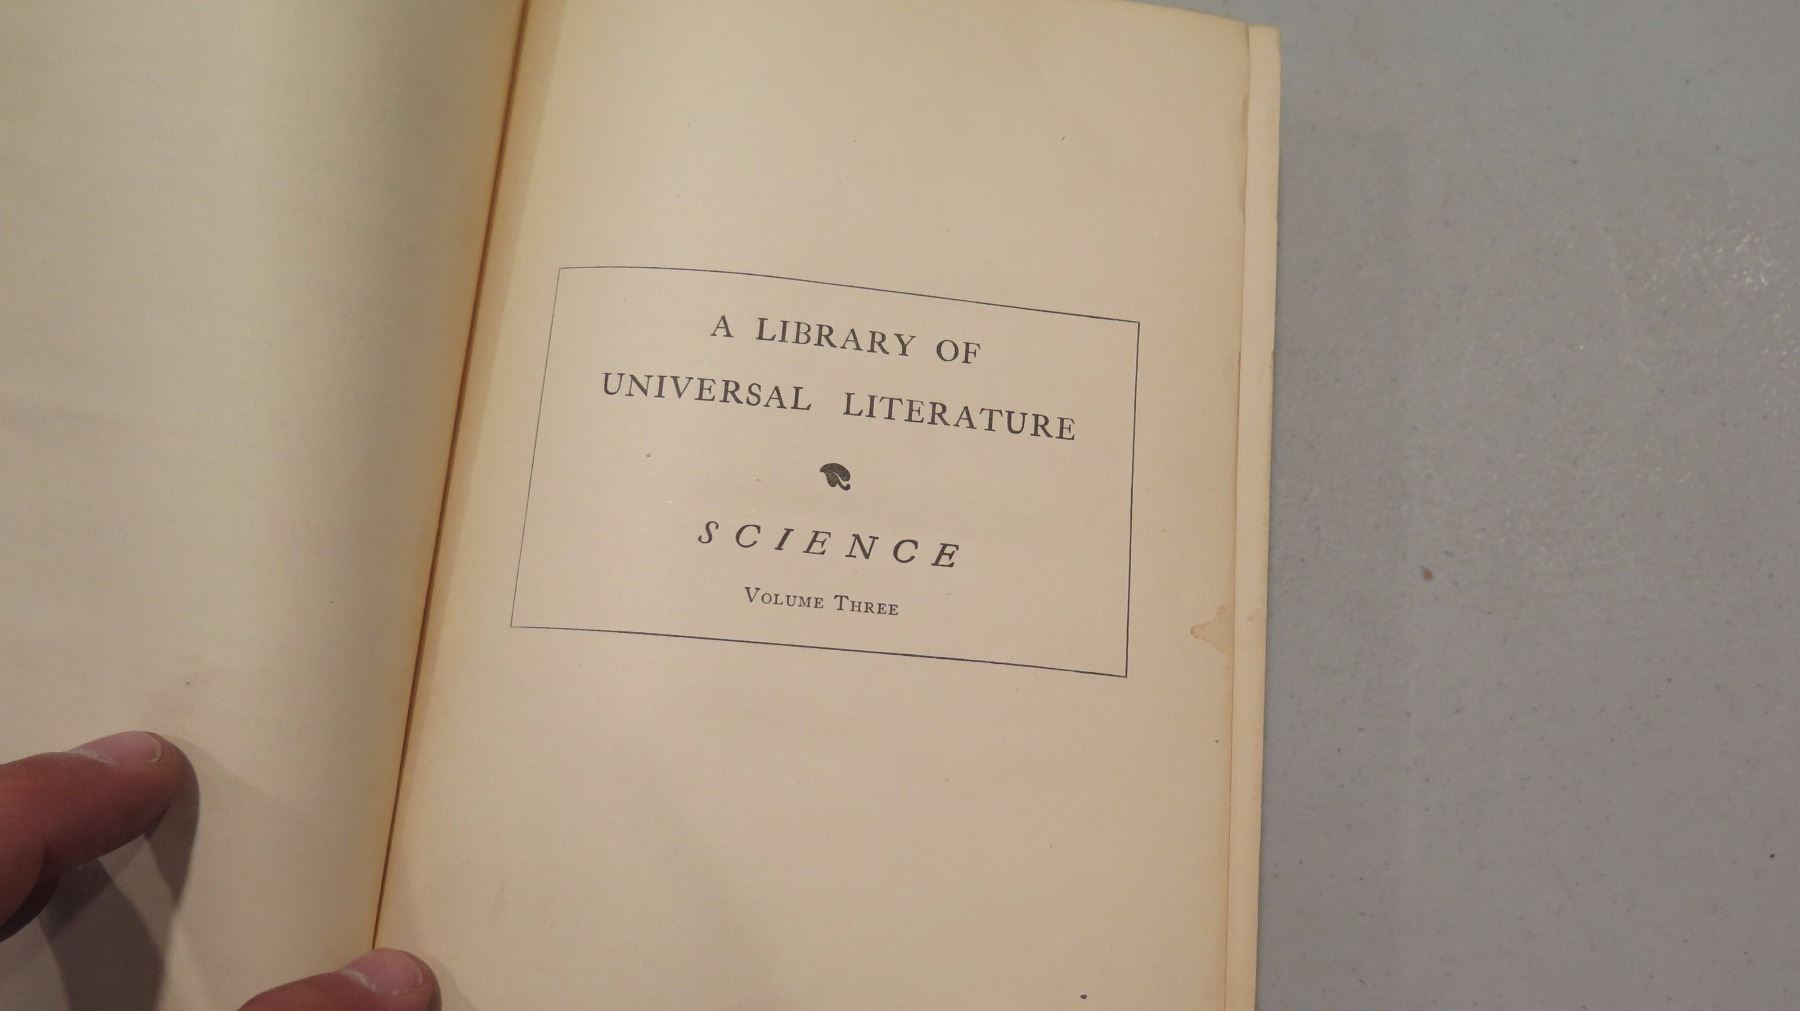 A LIBRARY OF
UNIVERSAL LITERATURE
SCIENCE
VOLUME THREE